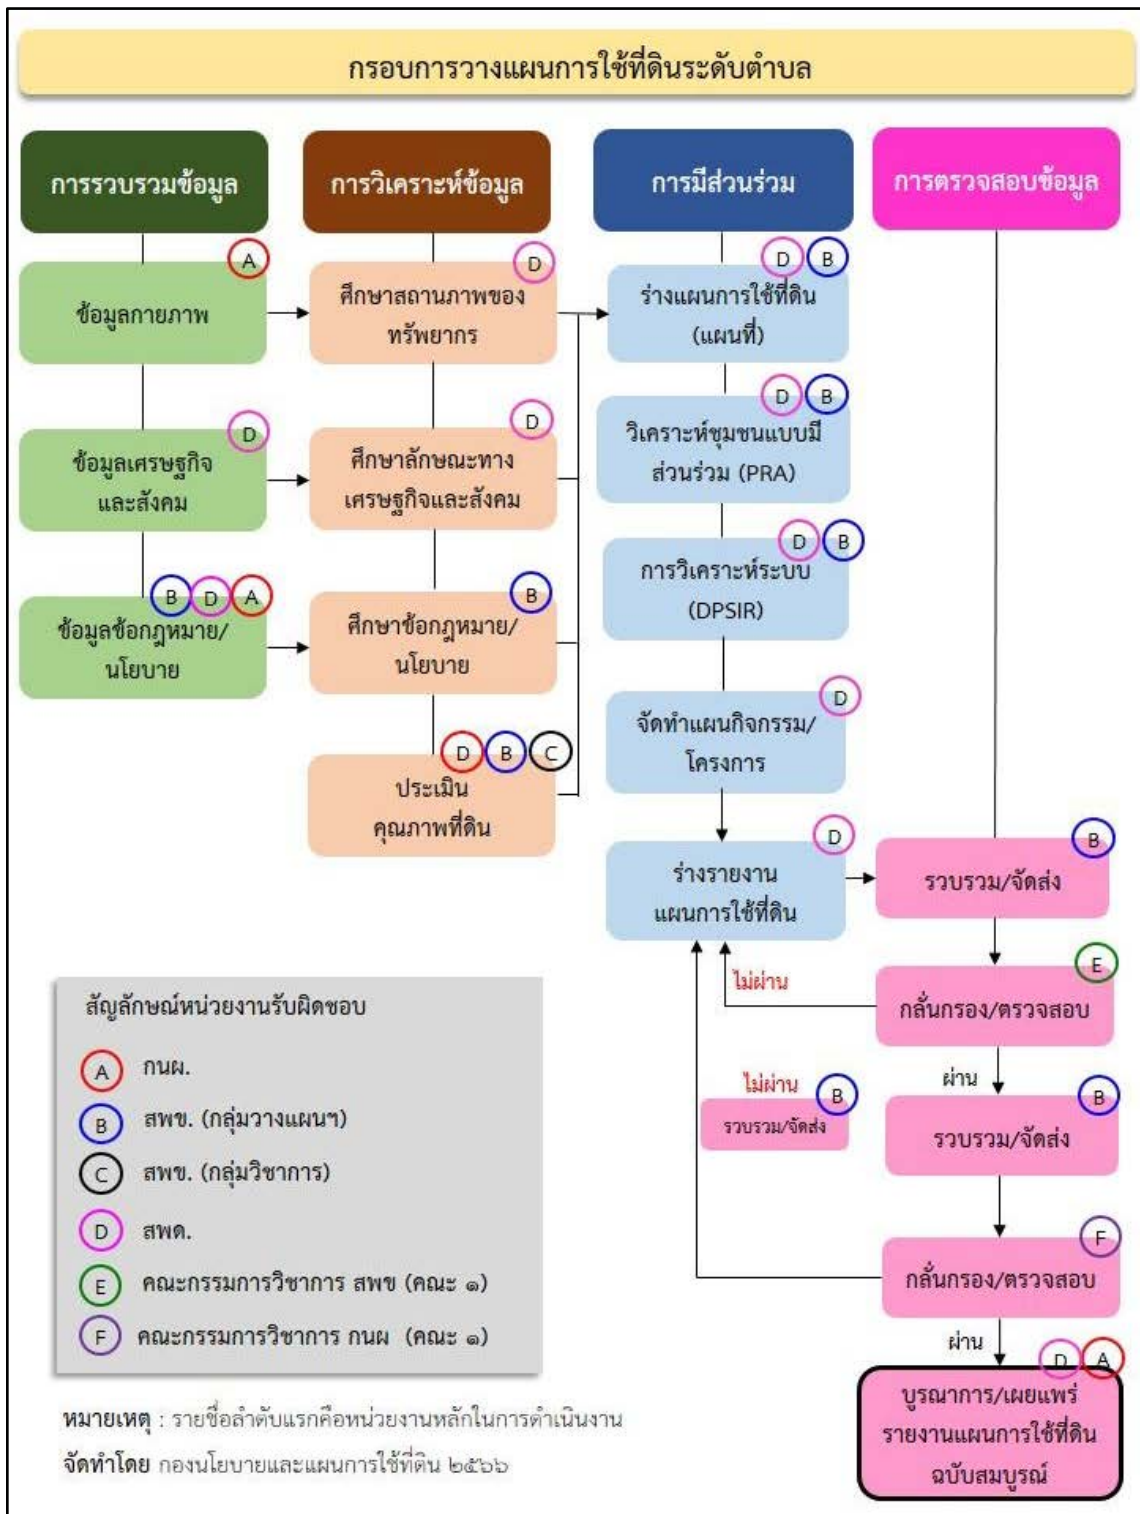 กรอบการวางแผนการใช้ที่ดินระดับตำบล
การรวบรวมข้อมูล
A
ข้อมูลกายภาพ
D
ข้อมูลเศรษฐกิจ
และสังคม
B D A
ข้อมูลข้อกฎหมาย/
นโยบาย
การวิเคราะห์ข้อมูล
D
ศึกษาสถานภาพของ
ทรัพยากร
D
ศึกษาลักษณะทาง
เศรษฐกิจและสังคม
B
ศึกษาข้อกฎหมาย/
นโยบาย
D B C
ประเมิน
คุณภาพที่ดิน
การมีส่วนร่วม
D B
ร่างแผนการใช้ที่ดิน
(แผนที่)
D B
วิเคราะห์ชุมชนแบบมี
ส่วนร่วม (PRA)
D B
การวิเคราะห์ระบบ
(DPSIR)
D
จัดทำแผนกิจกรรม/
โครงการ
D
ร่างรายงาน
แผนการใช้ที่ดิน
การตรวจสอบข้อมูล
B
รวบรวม/จัดส่ง
E
กลั่นกรอง/ตรวจสอบ
ไม่ผ่าน
ผ่าน
B
รวบรวม/จัดส่ง
ไม่ผ่าน
B
รวบรวม/จัดส่ง
F
กลั่นกรอง/ตรวจสอบ
ผ่าน
D A
บูรณาการ/เผยแพร่
รายงานแผนการใช้ที่ดิน
ฉบับสมบูรณ์
สัญลักษณ์หน่วยงานรับผิดชอบ
A กนผ.
B สพข. (กลุ่มวางแผนฯ)
C สพข. (กลุ่มวิชาการ)
D สพด.
E คณะกรรมการวิชาการ สพข (คณะ ๑)
F คณะกรรมการวิชาการ กนผ (คณะ ๑)
หมายเหตุ : รายชื่อลำดับแรกคือหน่วยงานหลักในการดำเนินงาน
จัดทำโดย กองนโยบายและแผนการใช้ที่ดิน ๒๕๖๖